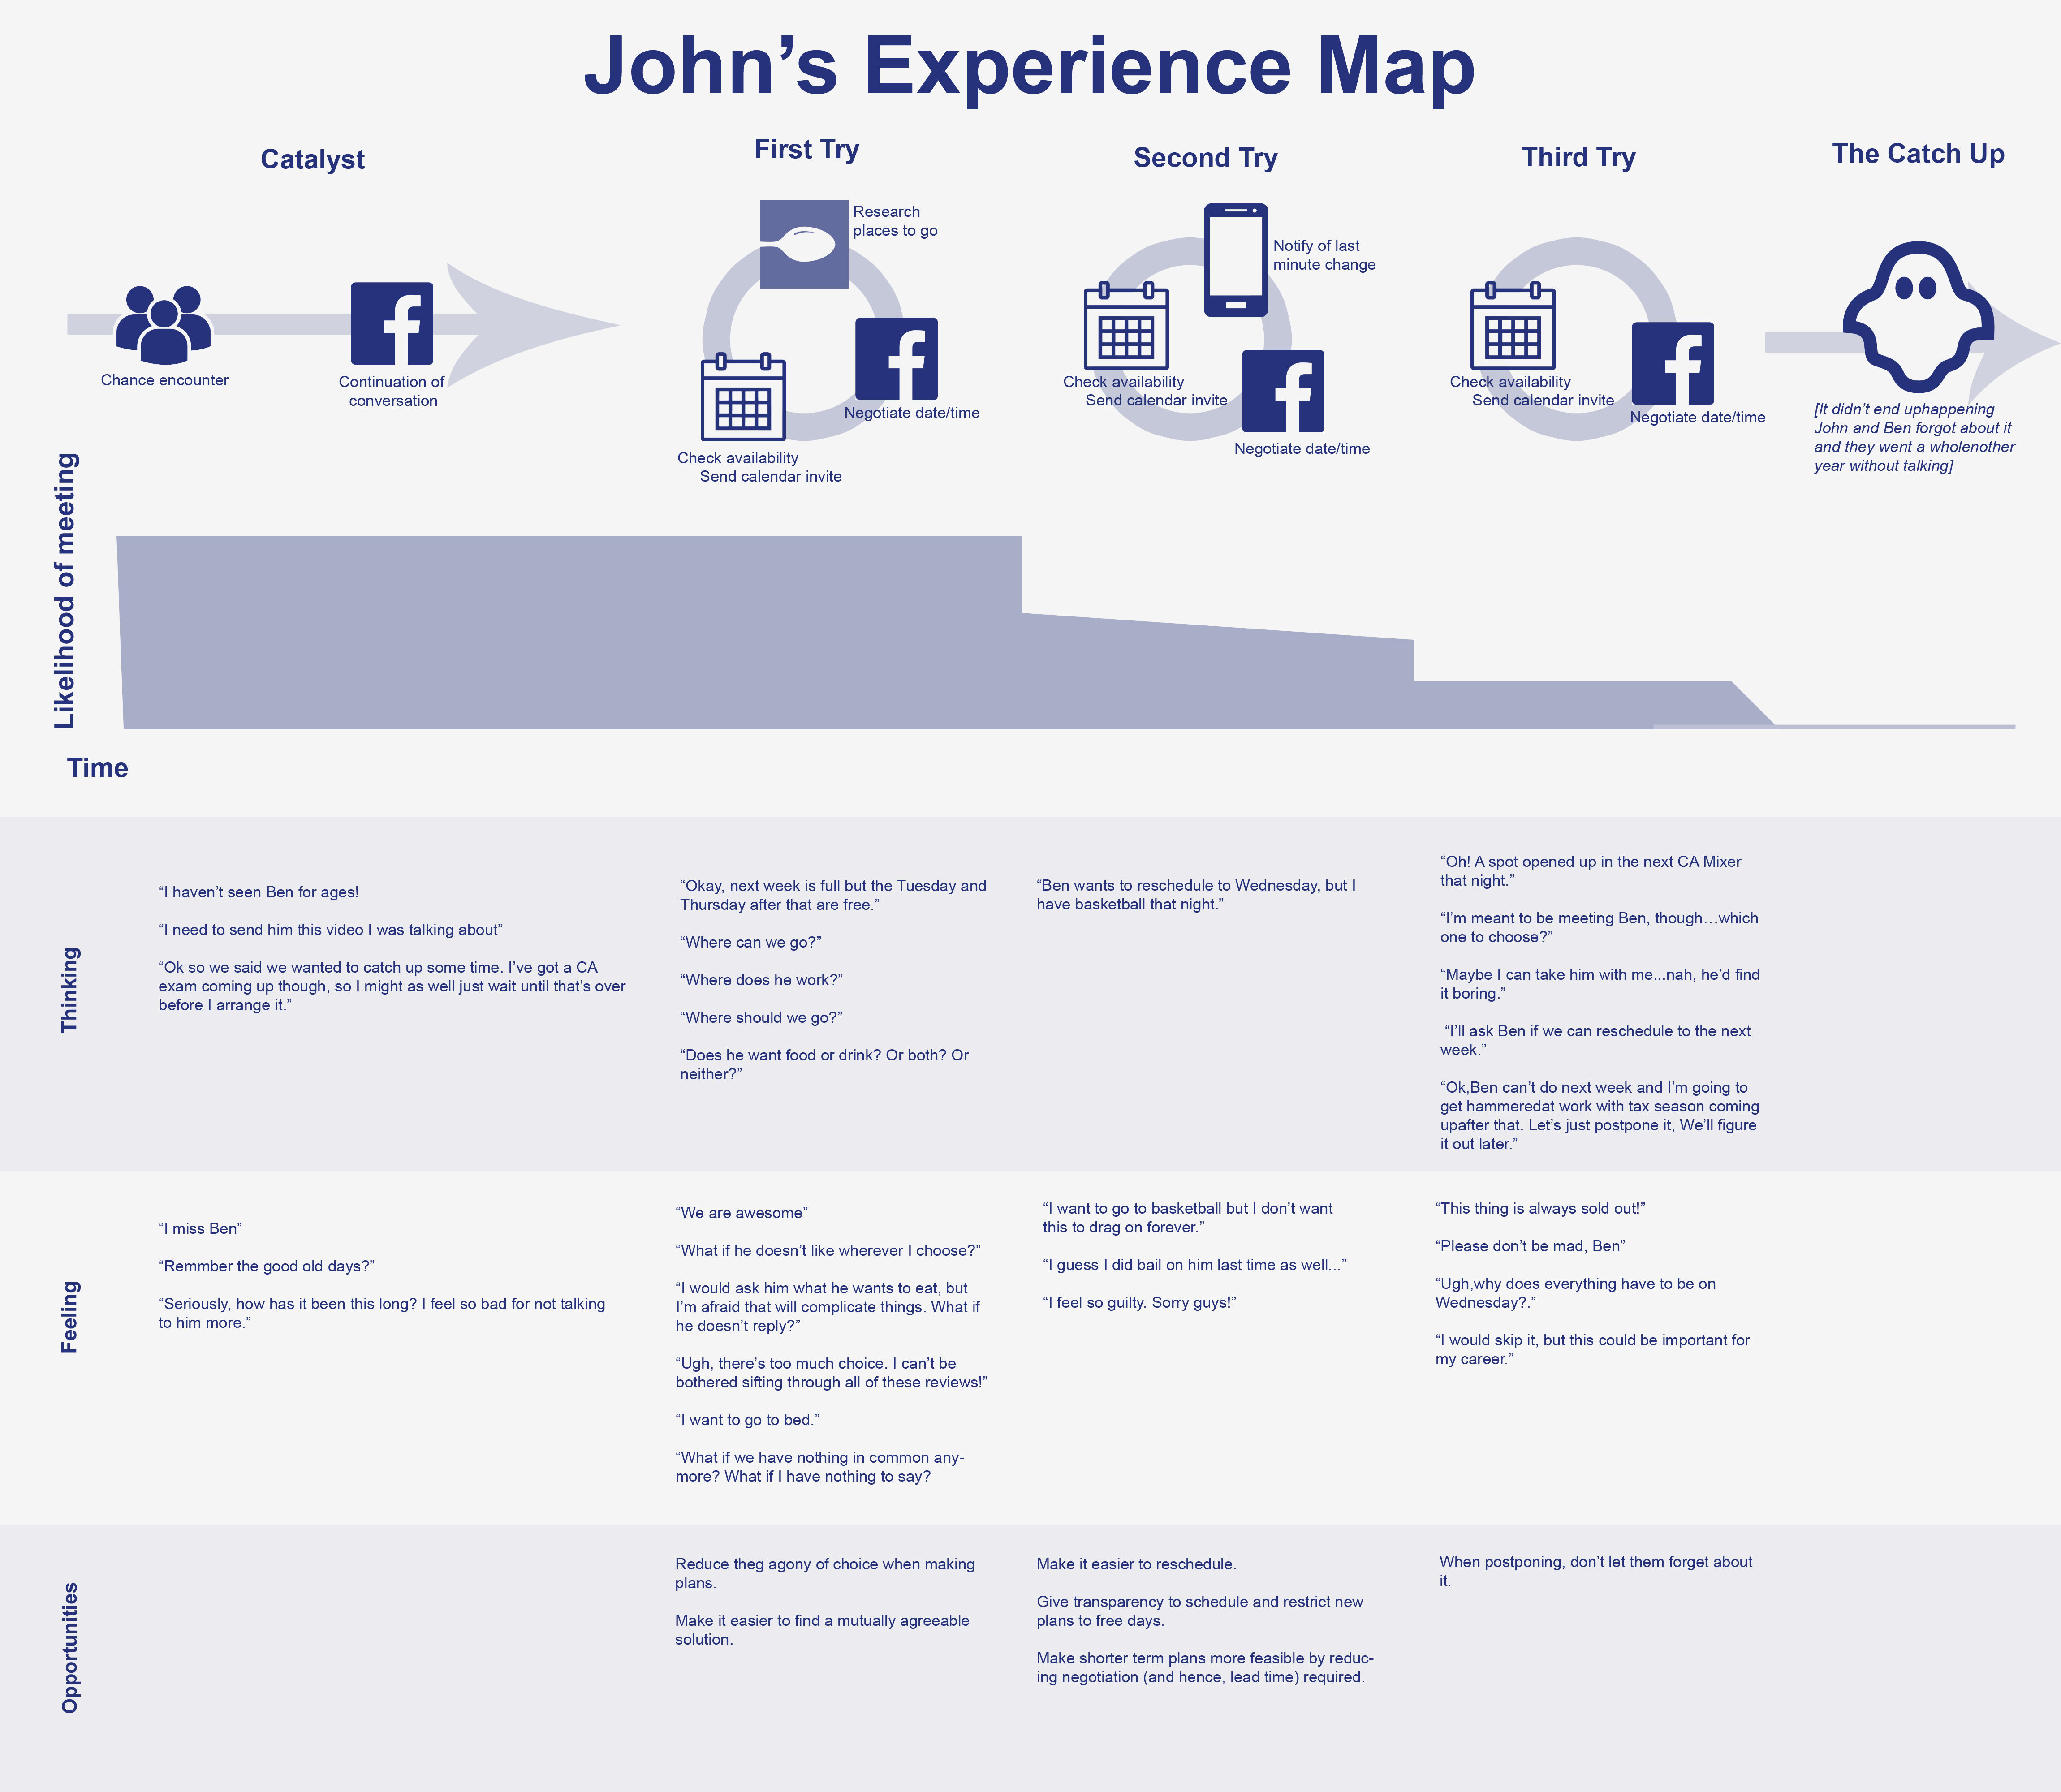 John’s Experience Map
Catalyst
First Try
Second Try
Third Try
The Catch Up
Chance encounter
Continuation of
conversation
Research
places to go
Negotiate date/time
Check availability
Send calendar invite
Notify of last
minute change
Check availability
Send calendar invite
Negotiate date/time
Check availability
Send calendar invite
Negotiate date/time
[It didn’t end uphappening
John and Ben forgot about it
and they went a wholenother
year without talking]
Likelihood of meeting
Time
Thinking
“I haven’t seen Ben for ages!
“I need to send him this video I was talking about”
“Ok so we said we wanted to catch up some time. I’ve got a CA
exam coming up though, so I might as well just wait until that’s over
before I arrange it.”
“Okay, next week is full but the Tuesday and
Thursday after that are free.”
“Where can we go?”
“Where does he work?”
“Where should we go?”
“Does he want food or drink? Or both? Or
neither?”
“Ben wants to reschedule to Wednesday, but I
have basketball that night.”
“Oh! A spot opened up in the next CA Mixer
that night.”
“I’m meant to be meeting Ben, though…which
one to choose?”
“Maybe I can take him with me...nah, he’d find
it boring.”
“I’ll ask Ben if we can reschedule to the next
week.”
“Ok,Ben can’t do next week and I’m going to
get hammeredat work with tax season coming
upafter that. Let’s just postpone it, We’ll figure
it out later.”
Feeling
“I miss Ben”
“Remmber the good old days?”
“Seriously, how has it been this long? I feel so bad for not talking
to him more.”
“We are awesome”
“What if he doesn’t like wherever I choose?”
“I would ask him what he wants to eat, but
I’m afraid that will complicate things. What if
he doesn’t reply?”
“Ugh, there’s too much choice. I can’t be
bothered sifting through all of these reviews!”
“I want to go to bed.”
“What if we have nothing in common any-
more? What if I have nothing to say?
“I want to go to basketball but I don’t want
this to drag on forever.”
“I guess I did bail on him last time as well...”
“I feel so guilty. Sorry guys!”
“This thing is always sold out!”
“Please don’t be mad, Ben”
“Ugh,why does everything have to be on
Wednesday?.”
“I would skip it, but this could be important for
my career.”
Opportunities
Reduce theg agony of choice when making
plans.
Make it easier to find a mutually agreeable
solution.
Make it easier to reschedule.
Give transparency to schedule and restrict new
plans to free days.
Make shorter term plans more feasible by reduc-
ing negotiation (and hence, lead time) required.
When postponing, don’t let them forget about
it.